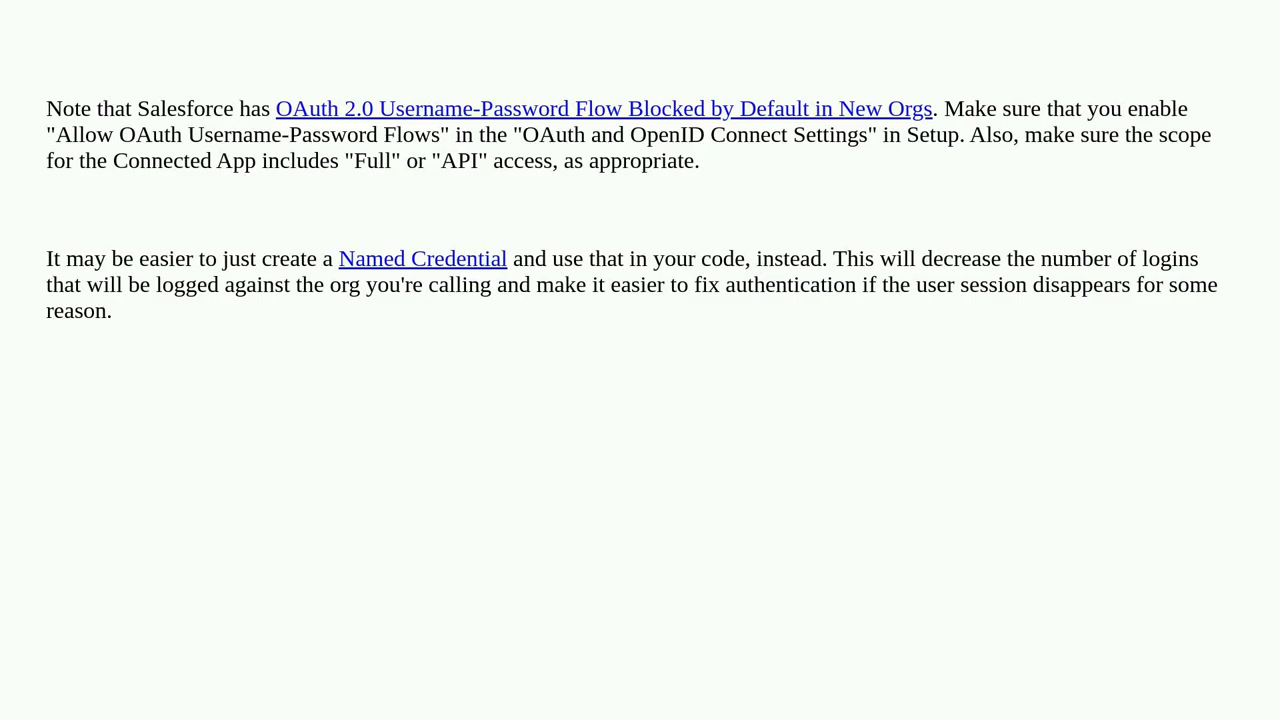 Note that Salesforce has OAuth 2.0 Username-Password Flow Blocked by Default in New Orgs. Make sure that you enable
"Allow OAuth Username-Password Flows" in the "OAuth and OpenID Connect Settings" in Setup. Also, make sure the scope
for the Connected App includes "Full" or "API" access, as appropriate.
It may be easier to just create a Named Credential and use that in your code, instead. This will decrease the number of logins
that will be logged against the org you're calling and make it easier to fix authentication if the user session disappears for some
reason.